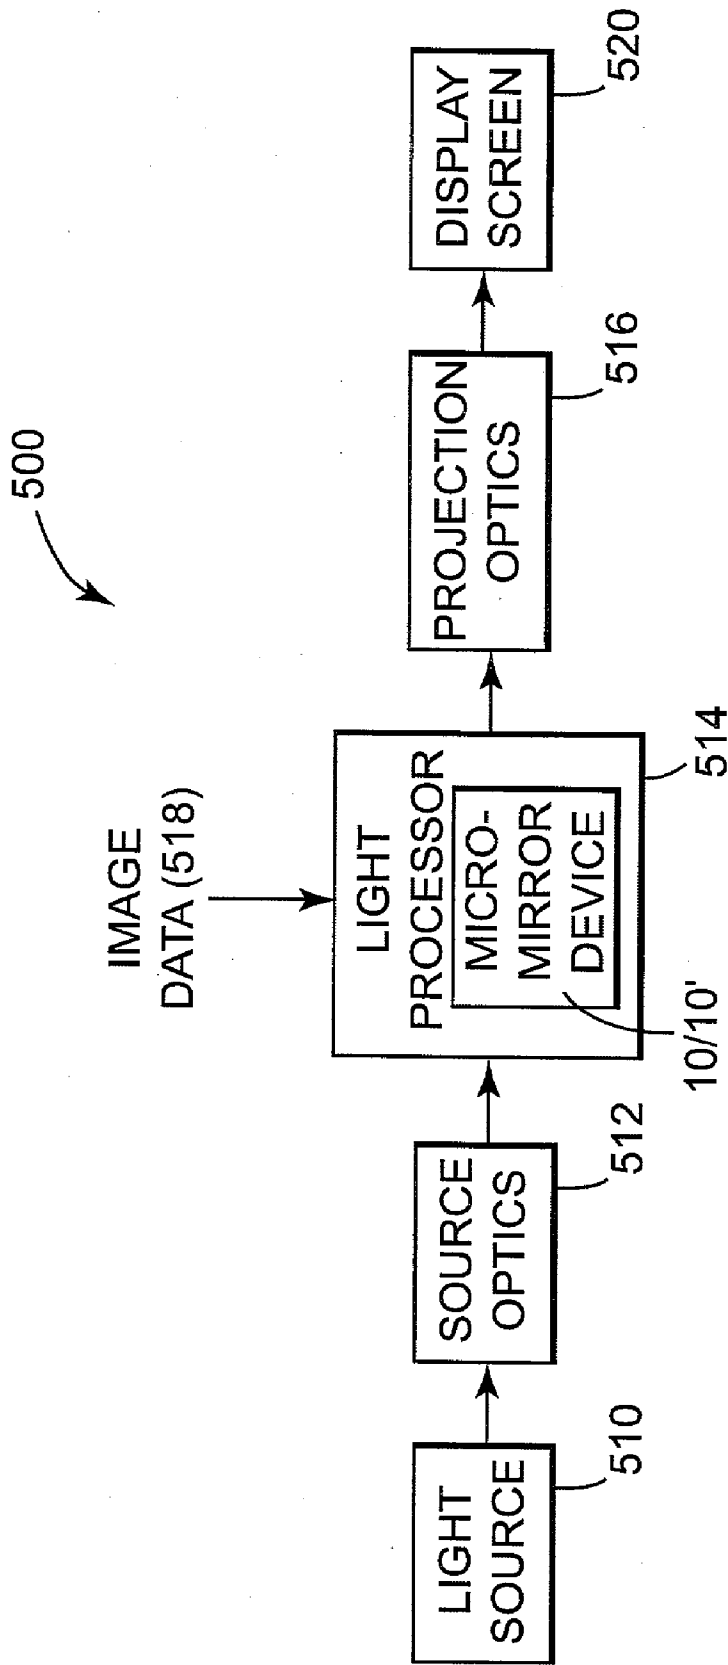 500
IMAGE
DATA (518)
LIGHT
SOURCE
510
SOURCE
OPTICS
512
LIGHT
PROCESSOR
MICRO-
MIRROR
DEVICE
10/10'
514
PROJECTION
OPTICS
516
DISPLAY
SCREEN
520